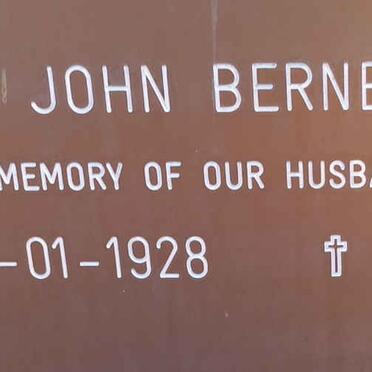 JOHN BERNE
MEMORY OF OUR HUSBA
-01-1928 ✝